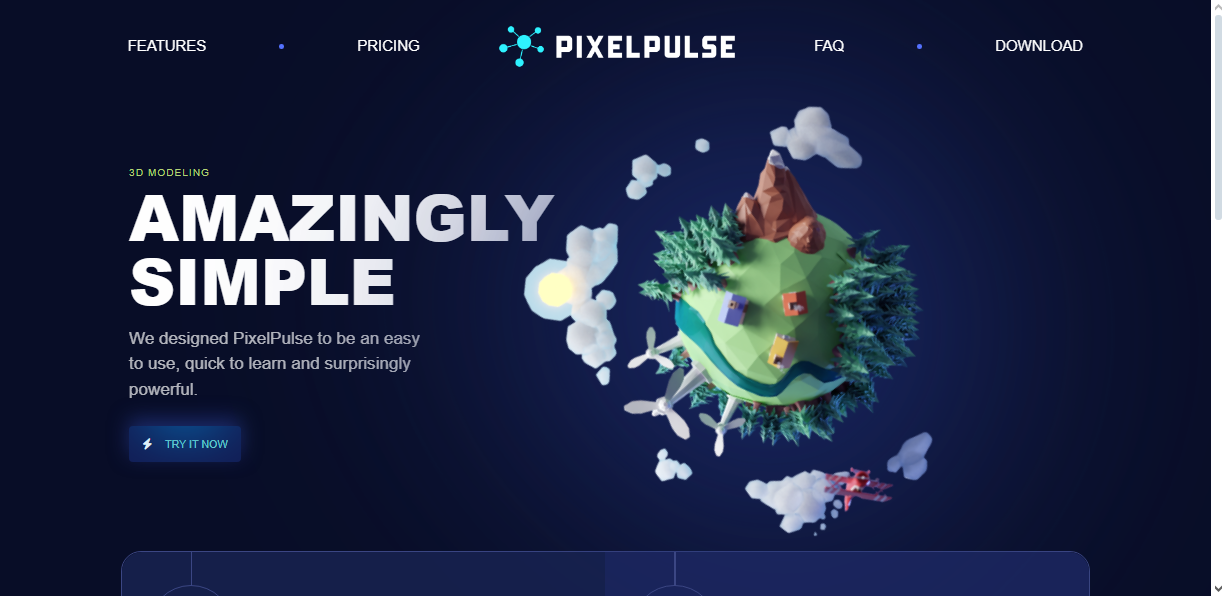 FEATURES
PRICING
PIXELPULSE
FAQ
DOWNLOAD
3D MODELING
AMAZINGLY
SIMPLE
We designed PixelPulse to be an easy
to use, quick to learn and surprisingly
powerful.
TRY IT NOW